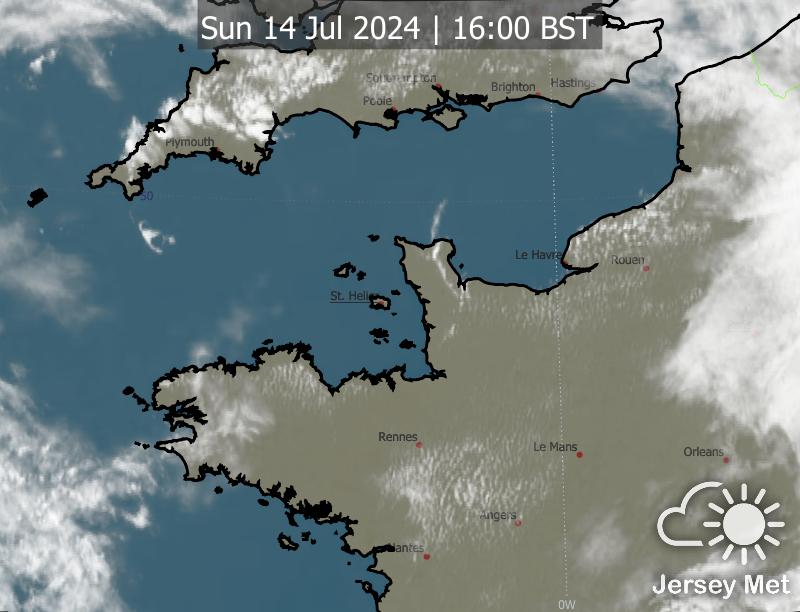 Sun 14 Jul 2024 | 16:00 BST
Southampton
Brighton
Hastings
Poole
Plymouth
50
Le Havre
Rouen
St. Helier
Rennes
Le Mans
Orleans
Angers
Nantes
Jersey Met
0W